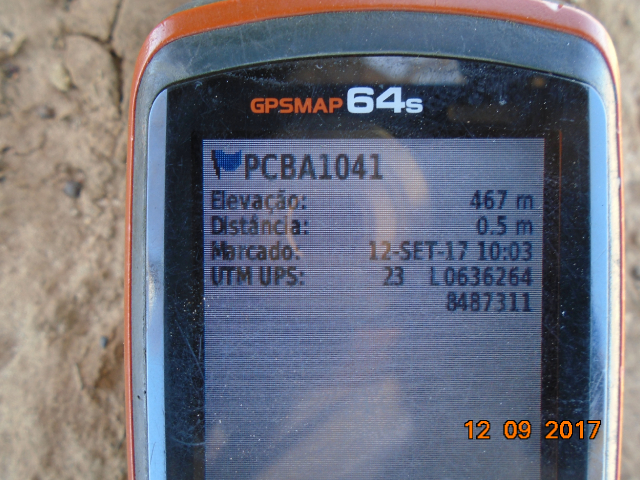 GPSMAP 64s
PCBA1041
Elevação: 467 m
Distância: 0.5 m
Marcado: 12-SET-17 10:03
UTM UPS: 23 L 0636264
8487311
12 09 2017